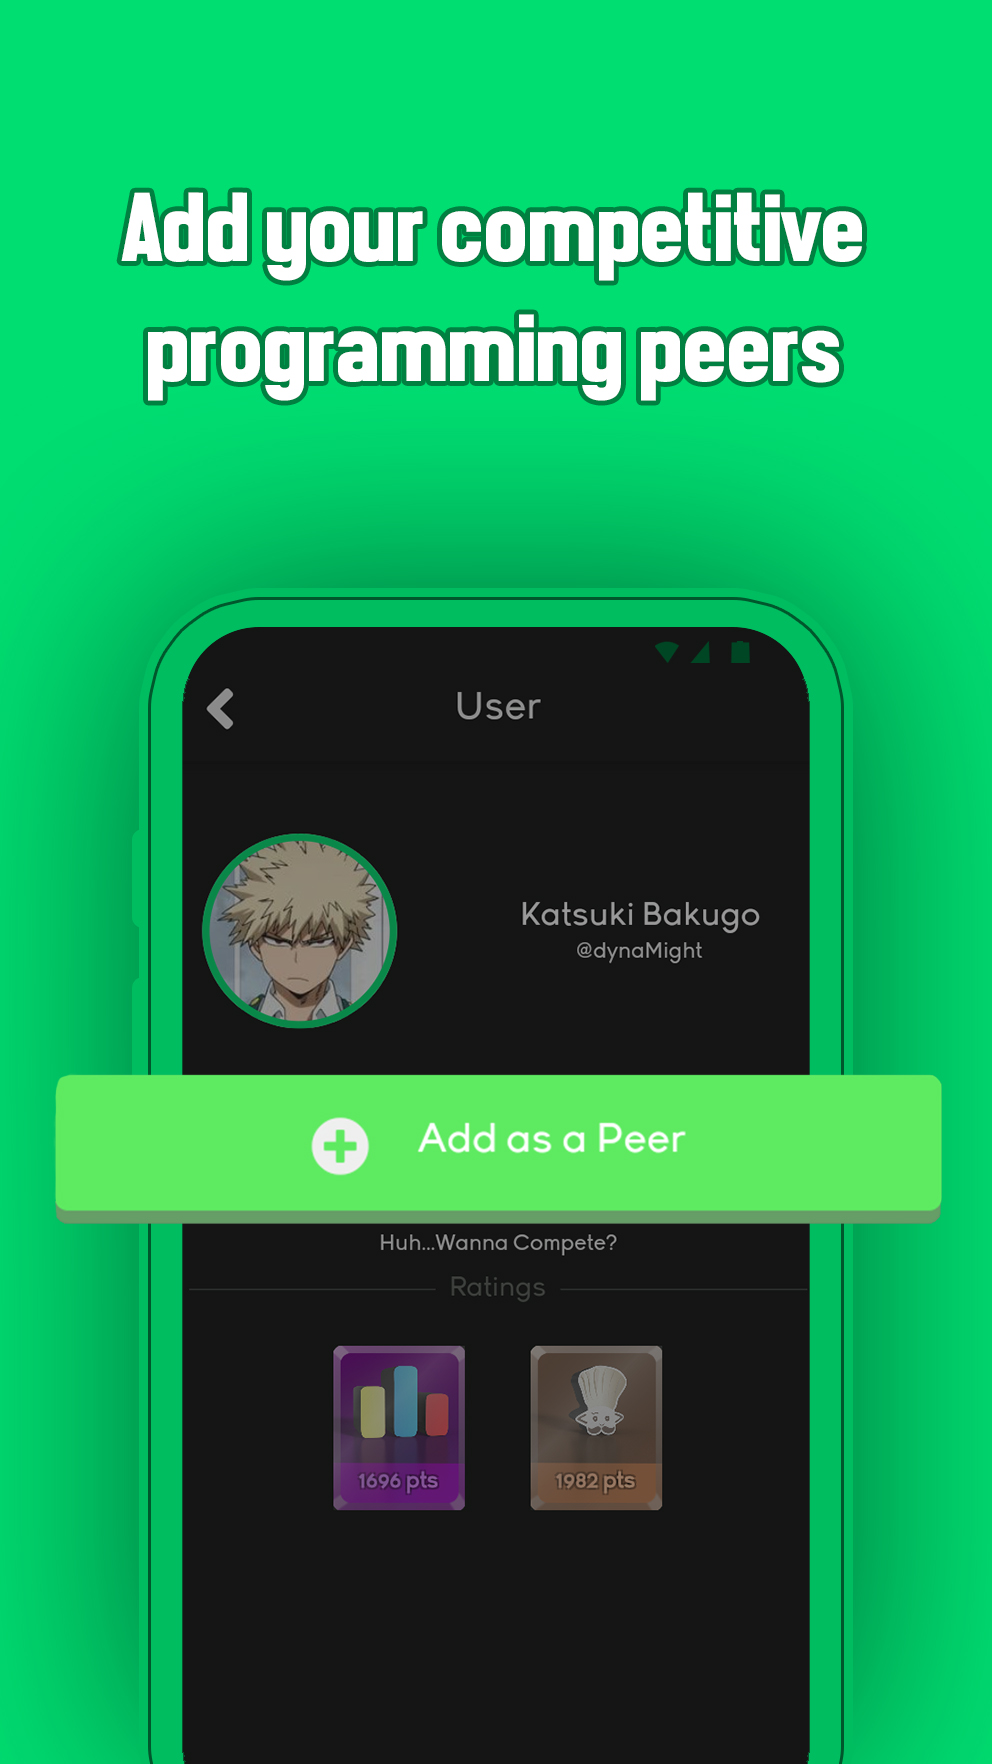 Add your competitive
programming peers
User
Katsuki Bakugo
@dynaMight
Add as a Peer
Huh...Wanna Compete?
Ratings
1696 pts
1982 pts